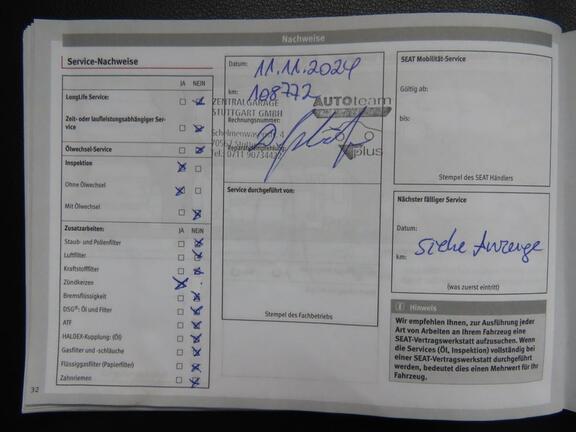 Nachweise
Service-Nachweise
JA NEIN
LongLife Service:
Zeit- oder laufleistungsabhängiger Ser-
vice
Ölwechsel-Service
Inspektion
Ohne Ölwechsel
Mit Ölwechsel
Zusatzarbeiten: JA NEIN
Staub- und Pollenfilter
Luftfilter
Kraftstofffilter
Zündkerzen
Bremsflüssigkeit
DSG®: Öl und Filter
ATF
HALDEX-Kupplung: (Öl)
Gasfilter und -schläuche
Flüssiggasfilter (Papierfilter)
Zahnriemen
32
Datum: 11.11.2024
km: 108772
ZENTRALGARAGE
STUTTGART GMBH
Rechnungsnummer:
AUTOteam
plus
Service durchgeführt von:
Stempel des Fachbetriebs
SEAT Mobilität-Service
Gültig ab:
bis:
Stempel des SEAT Händlers
Nächster fälliger Service
Datum:
km: siehe Anzeige
(was zuerst eintritt)
i Hinweis
Wir empfehlen Ihnen, zur Ausführung jeder
Art von Arbeiten an Ihrem Fahrzeug eine
SEAT-Vertragswerkstatt aufzusuchen. Wenn
die Services (Öl, Inspektion) vollständig bei
einer SEAT-Vertragswerkstatt durchgeführt
werden, bedeutet dies einen Mehrwert für Ihr
Fahrzeug.